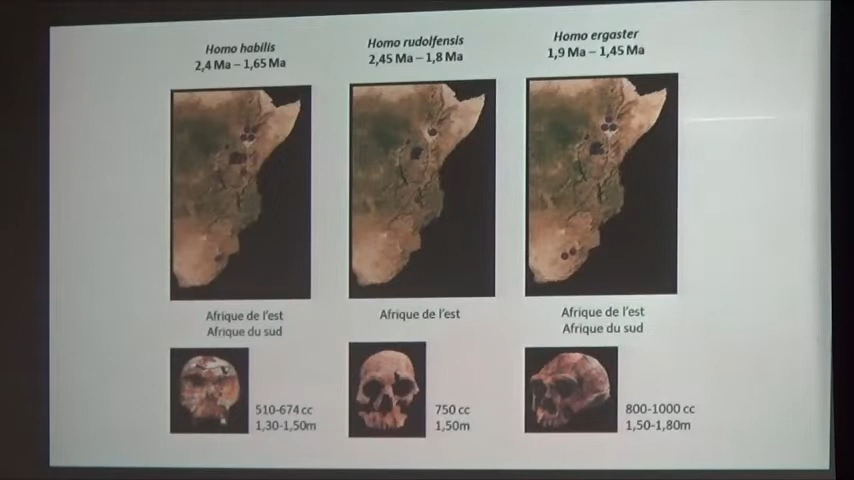 Homo habilis
2,4 Ma – 1,65 Ma
Homo rudolfensis
2,45 Ma – 1,8 Ma
Homo ergaster
1,9 Ma – 1,45 Ma
Afrique de l'est
Afrique du sud
Afrique de l'est
Afrique de l'est
Afrique du sud
510-674 cc
1,30-1,50m
750 cc
1,50m
800-1000 cc
1,50-1,80m